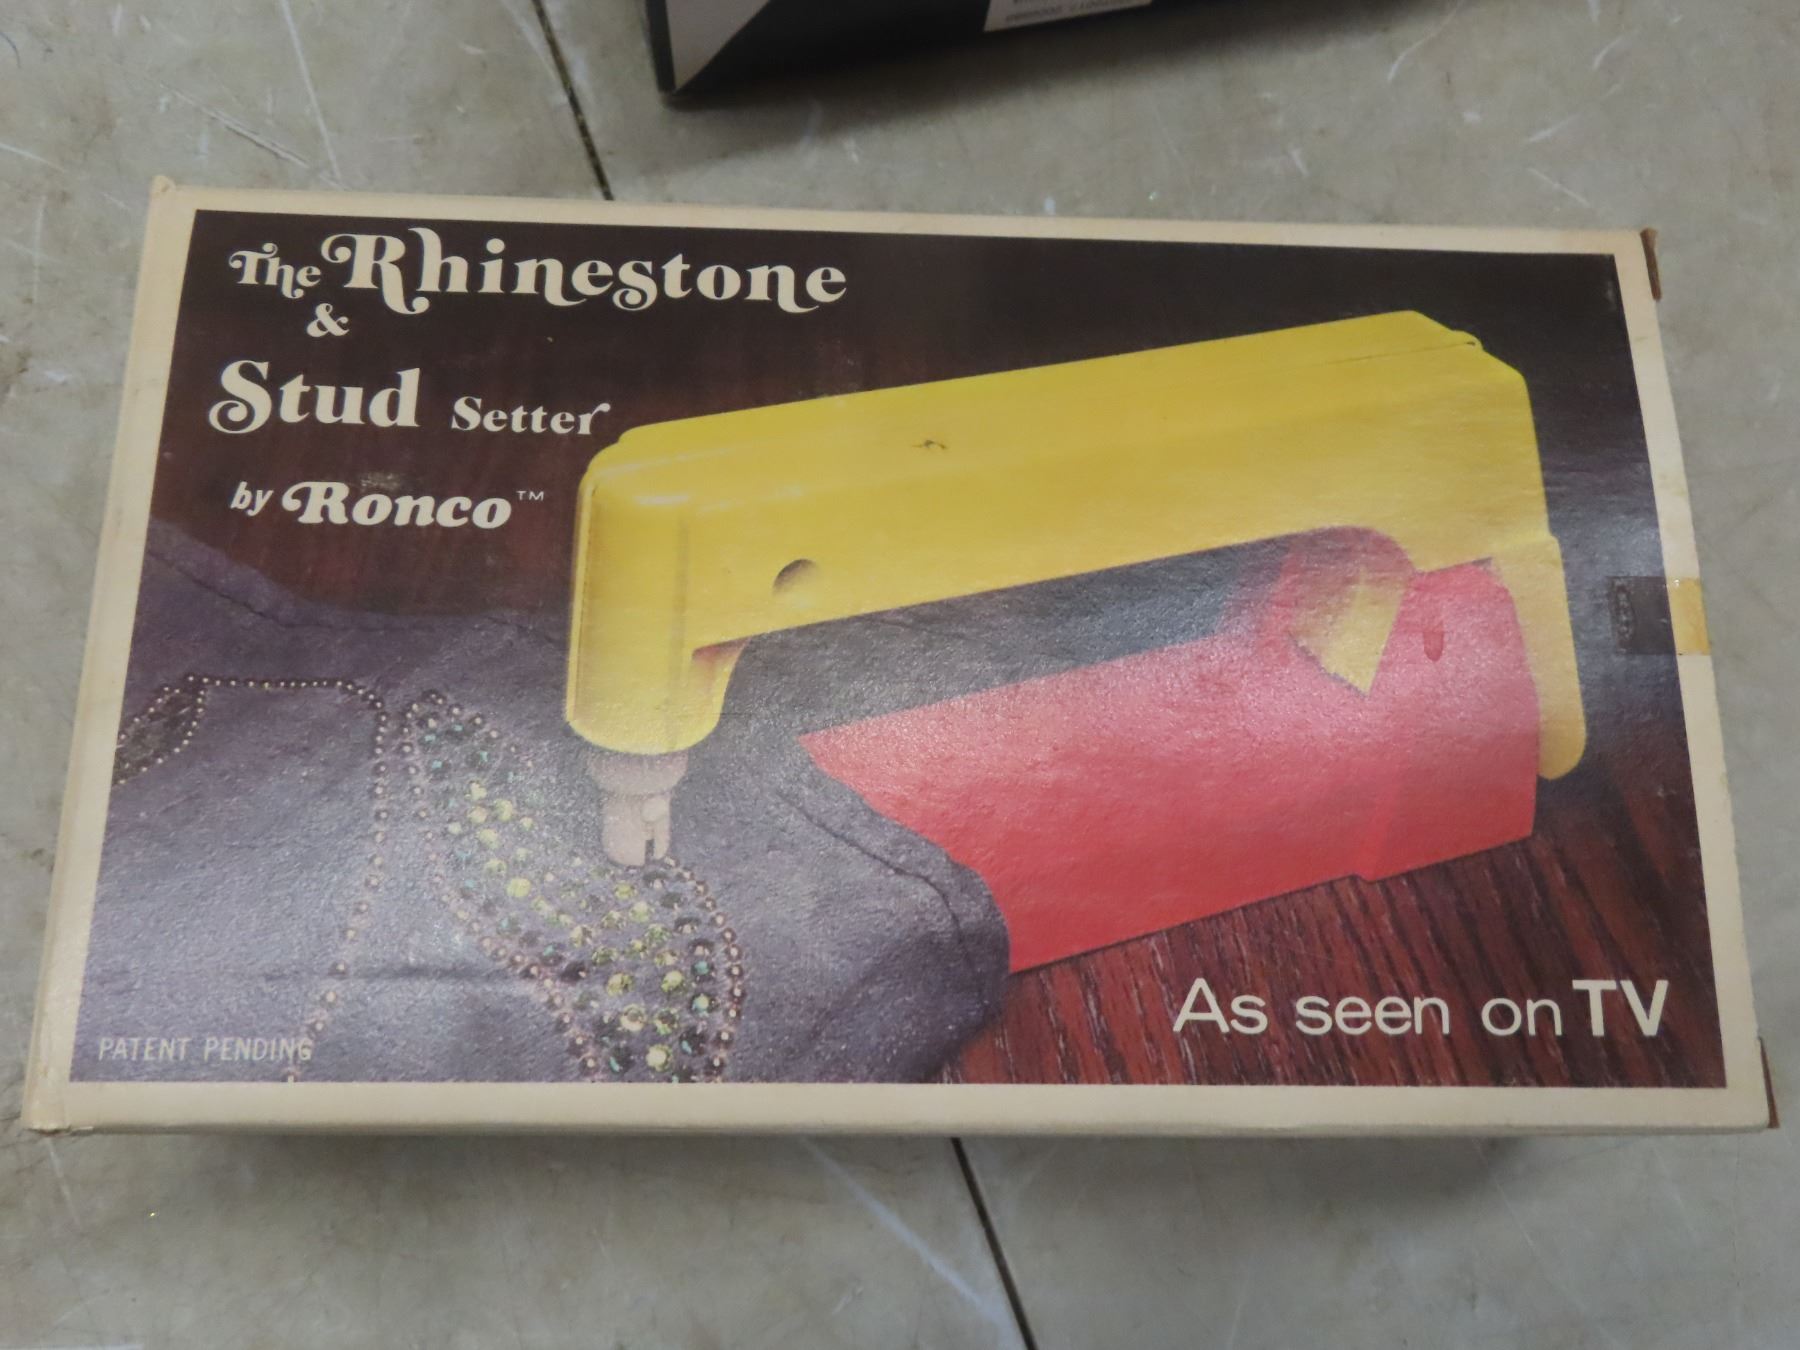 The Rhinestone
&
Stud Setter
by Ronco™
As seen on TV
PATENT PENDING